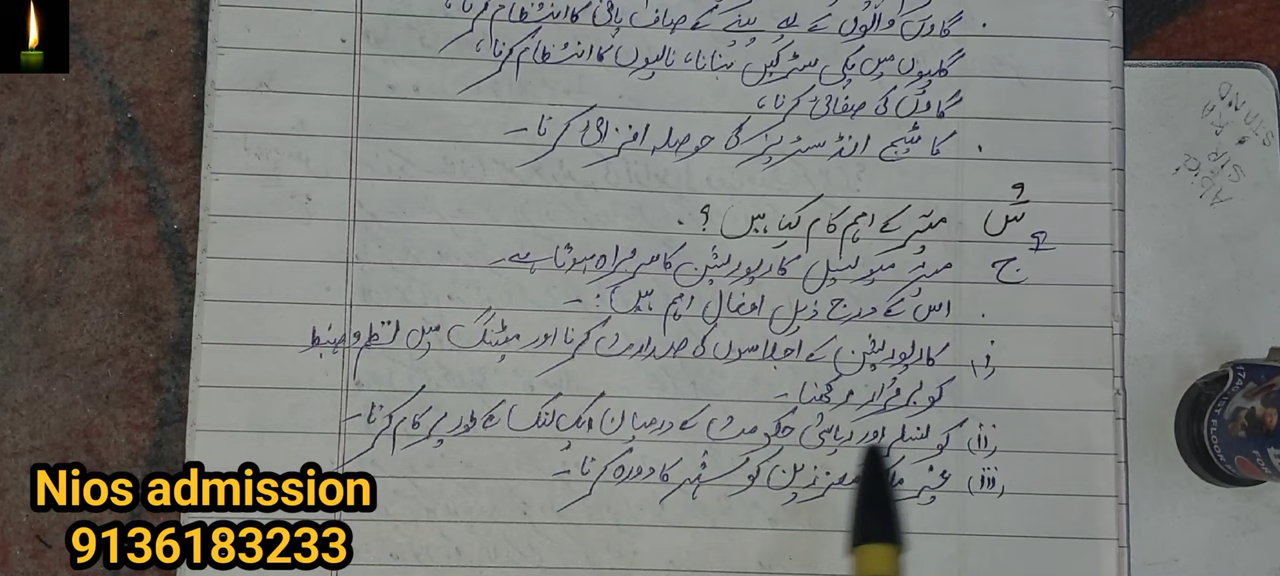 گاؤں والوں کے لیے پینے کے صاف پانی کا انتظام کرنا،
گلیوں میں پکی سڑکیں بنانا، نالیوں کا انتظام کرنا،
گاؤں کی صفائی کرنا،
کاٹیج انڈسٹریز کی حوصلہ افزائی کرنا۔
س میئر کے اہم کام کیا ہیں؟
ج میئر میونسپل کارپوریشن کا سربراہ ہوتا ہے۔
اس کے درج ذیل افعال اہم ہیں:۔
(i) کارپوریشن کے اجلاسوں کی صدارت کرنا اور میٹنگ میں نظم و ضبط
کو برقرار رکھنا۔
(ii) کونسلر اور ریاستی حکومت کے درمیان ایک لنک کے طور پر کام کرنا۔
(iii) غیر معززین کو شہر کا دورہ کرنا۔
Nios admission
9136183233
STAND